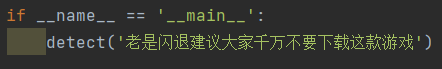 if __name__ == '__main__':
    detect('老是闪退建议大家千万不要下载这款游戏')